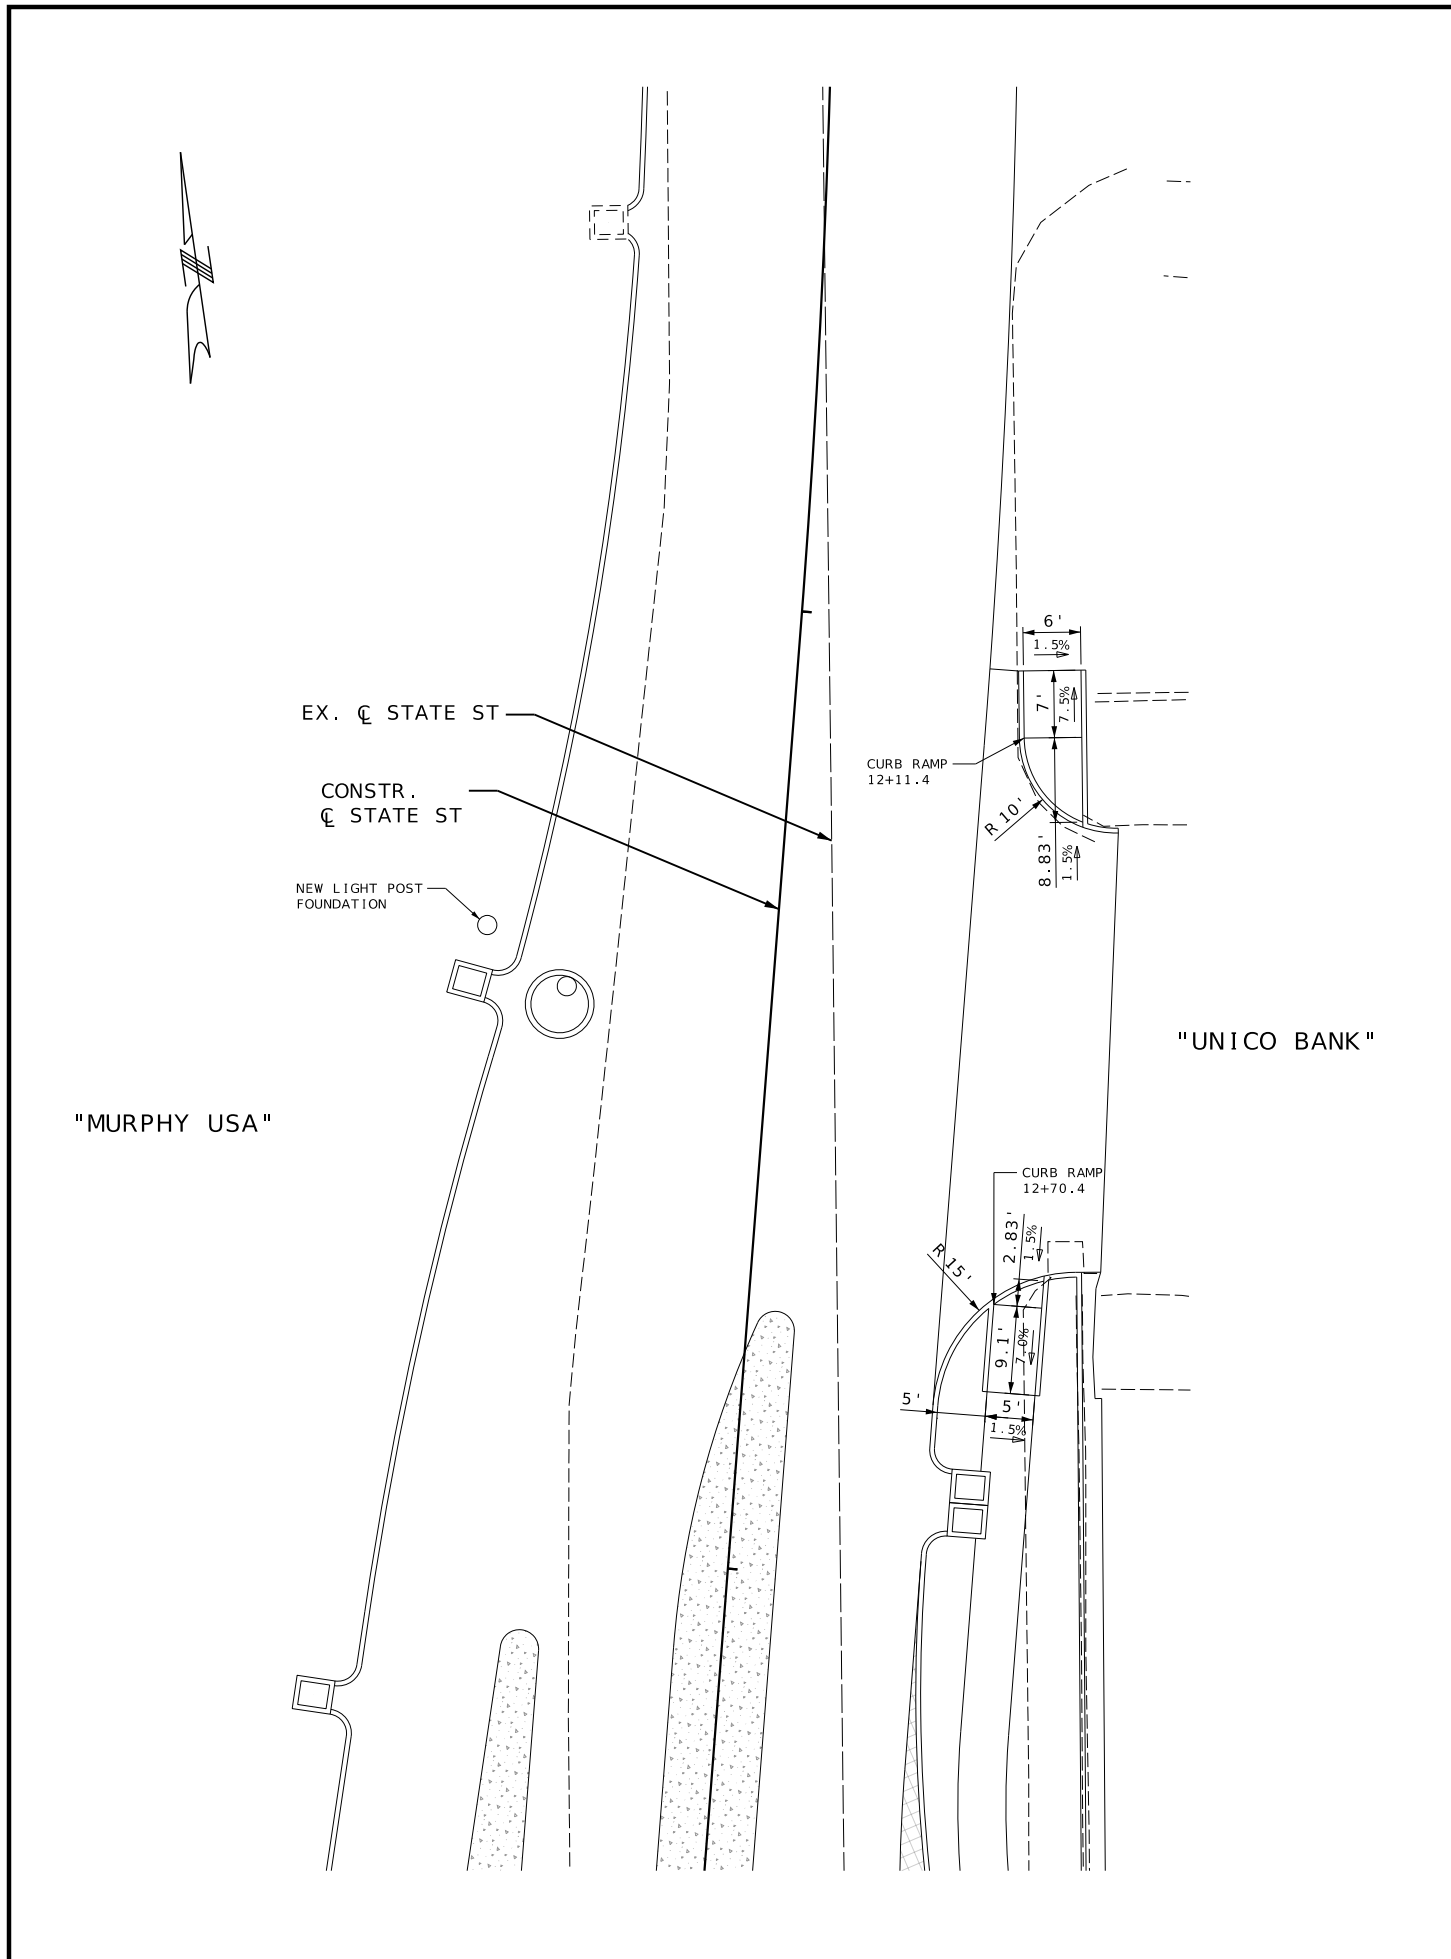 6'
1.5%
7'
7.5%
EX. ℄ STATE ST
CURB RAMP
12+11.4
CONSTR.
℄ STATE ST
R 10'
8.83'
1.5%
NEW LIGHT POST
FOUNDATION
"UNICO BANK"
"MURPHY USA"
CURB RAMP
12+70.4
2.83'
1.5%
R 15'
9.1'
7.0%
5'
5'
1.5%